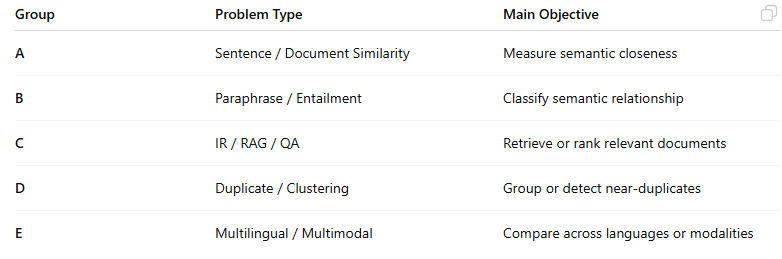 Group Problem Type Main Objective
A Sentence / Document Similarity Measure semantic closeness
B Paraphrase / Entailment Classify semantic relationship
C IR / RAG / QA Retrieve or rank relevant documents
D Duplicate / Clustering Group or detect near-duplicates
E Multilingual / Multimodal Compare across languages or modalities